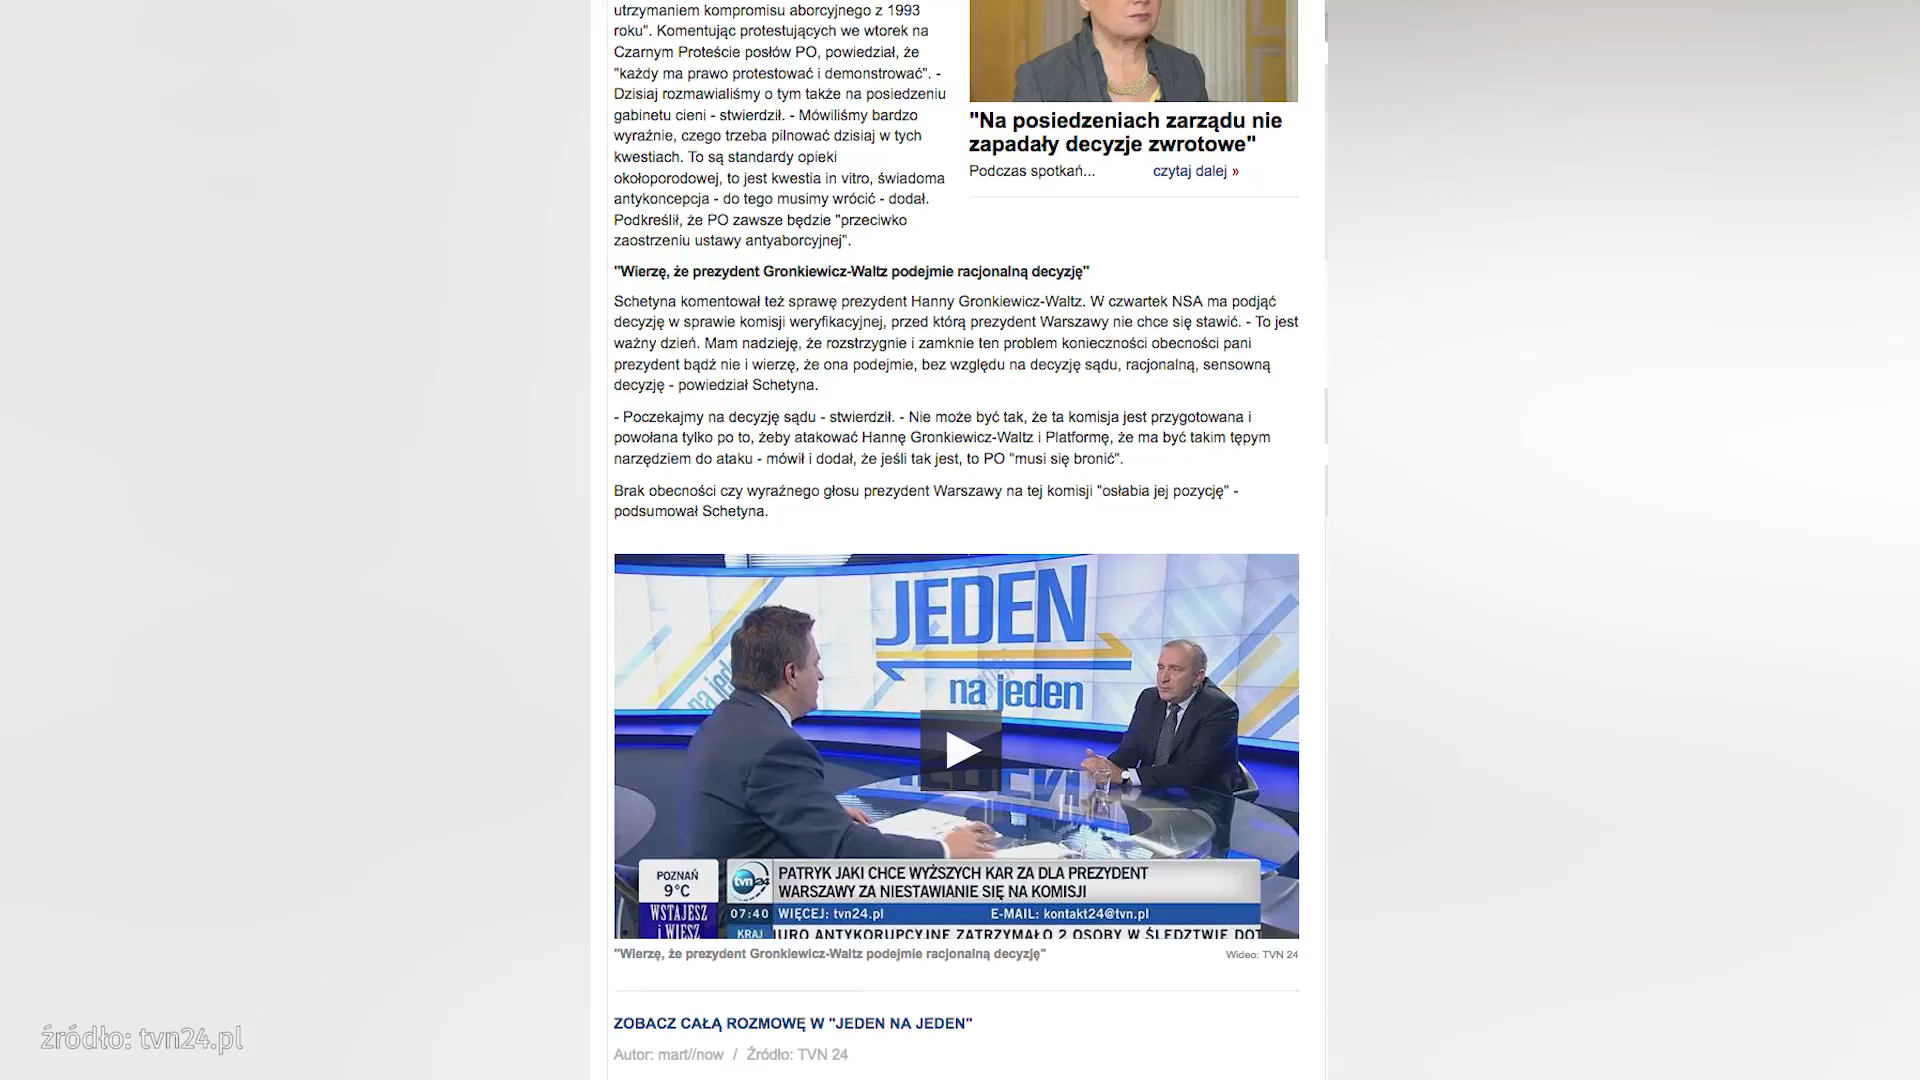 utrzymaniem kompromisu aborcyjnego z 1993
roku". Komentując protestujących we wtorek na
Czarnym Proteście posłów PO, powiedział, że
"każdy ma prawo protestować i demonstrować". -
Dzisiaj rozmawialiśmy o tym także na posiedzeniu
gabinetu cieni - stwierdził. - Mówiliśmy bardzo
wyraźnie, czego trzeba pilnować dzisiaj w tych
kwestiach. To są standardy opieki
okołoporodowej, to jest kwestia in vitro, świadoma
antykoncepcja - do tego musimy wrócić - dodał.
Podkreślił, że PO zawsze będzie "przeciwko
zaostrzeniu ustawy antyaborcyjnej".
"Na posiedzeniach zarządu nie
zapadały decyzje zwrotowe"
Podczas spotkań... czytaj dalej »
"Wierzę, że prezydent Gronkiewicz-Waltz podejmie racjonalną decyzję"
Schetyna komentował też sprawę prezydent Hanny Gronkiewicz-Waltz. W czwartek NSA ma podjąć
decyzję w sprawie komisji weryfikacyjnej, przed którą prezydent Warszawy nie chce się stawić. - To jest
ważny dzień. Mam nadzieję, że rozstrzygnie i zamknie ten problem konieczności obecności pani
prezydent bądź nie i wierzę, że ona podejmie, bez względu na decyzję sądu, racjonalną, sensowną
decyzję - powiedział Schetyna.
- Poczekajmy na decyzję sądu - stwierdził. - Nie może być tak, że ta komisja jest przygotowana i
powołana tylko po to, żeby atakować Hannę Gronkiewicz-Waltz i Platformę, że ma być takim tępym
narzędziem do ataku - mówił i dodał, że jeśli tak jest, to PO "musi się bronić".
Brak obecności czy wyraźnego głosu prezydent Warszawy na tej komisji "osłabia jej pozycję" -
podsumował Schetyna.
JEDEN
na jeden
na jeden
POZNAŃ
9°C
WSTAJESZ
i WIESZ
tvn24
PATRYK JAKI CHCE WYŻSZYCH KAR ZA DLA PREZYDENT
WARSZAWY ZA NIESTAWIANIE SIĘ NA KOMISJI
07:40 WIĘCEJ: tvn24.pl E-MAIL: kontakt24@tvn.pl
KRAJ IURO ANTYKORUPCYJNE ZATRZYMAŁO 2 OSOBY W ŚLEDZTWIE DOT
"Wierzę, że prezydent Gronkiewicz-Waltz podejmie racjonalną decyzję"
Wideo: TVN 24
ZOBACZ CAŁĄ ROZMOWĘ W "JEDEN NA JEDEN"
Autor: mart//now / Źródło: TVN 24
źródło: tvn24.pl